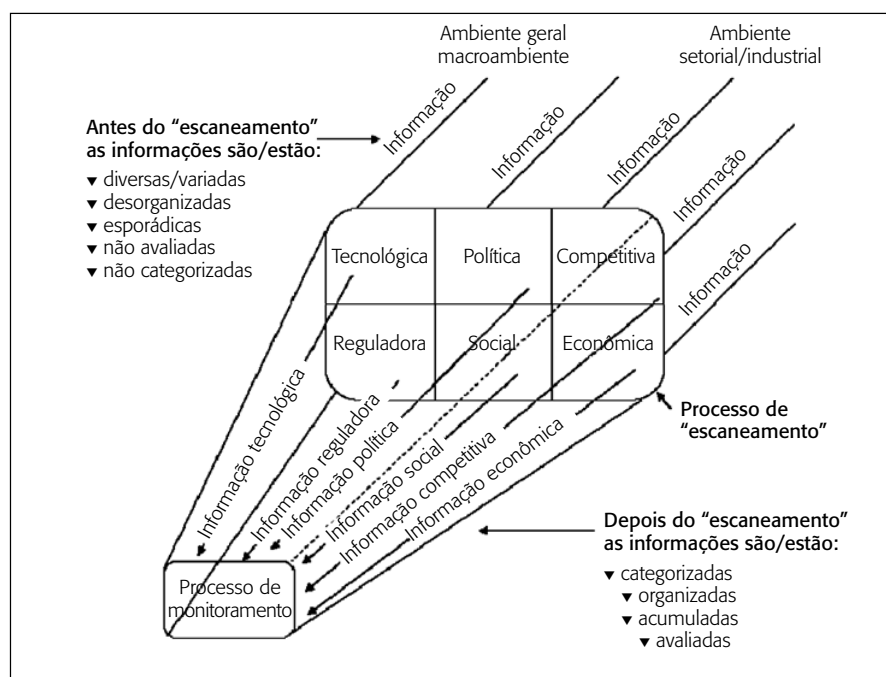 Ambiente geral
macroambiente
Ambiente
setorial/industrial
Antes do “escaneamento”
as informações são/estão:
▼ diversas/variadas
▼ desorganizadas
▼ esporádicas
▼ não avaliadas
▼ não categorizadas
Informação
Informação
Informação
Informação
Informação
Tecnológica
Política
Competitiva
Reguladora
Social
Econômica
Processo de
“escaneamento”
Informação tecnológica
Informação reguladora
Informação política
Informação social
Informação competitiva
Informação econômica
Processo de
monitoramento
Depois do “escaneamento”
as informações são/estão:
▼ categorizadas
▼ organizadas
▼ acumuladas
▼ avaliadas